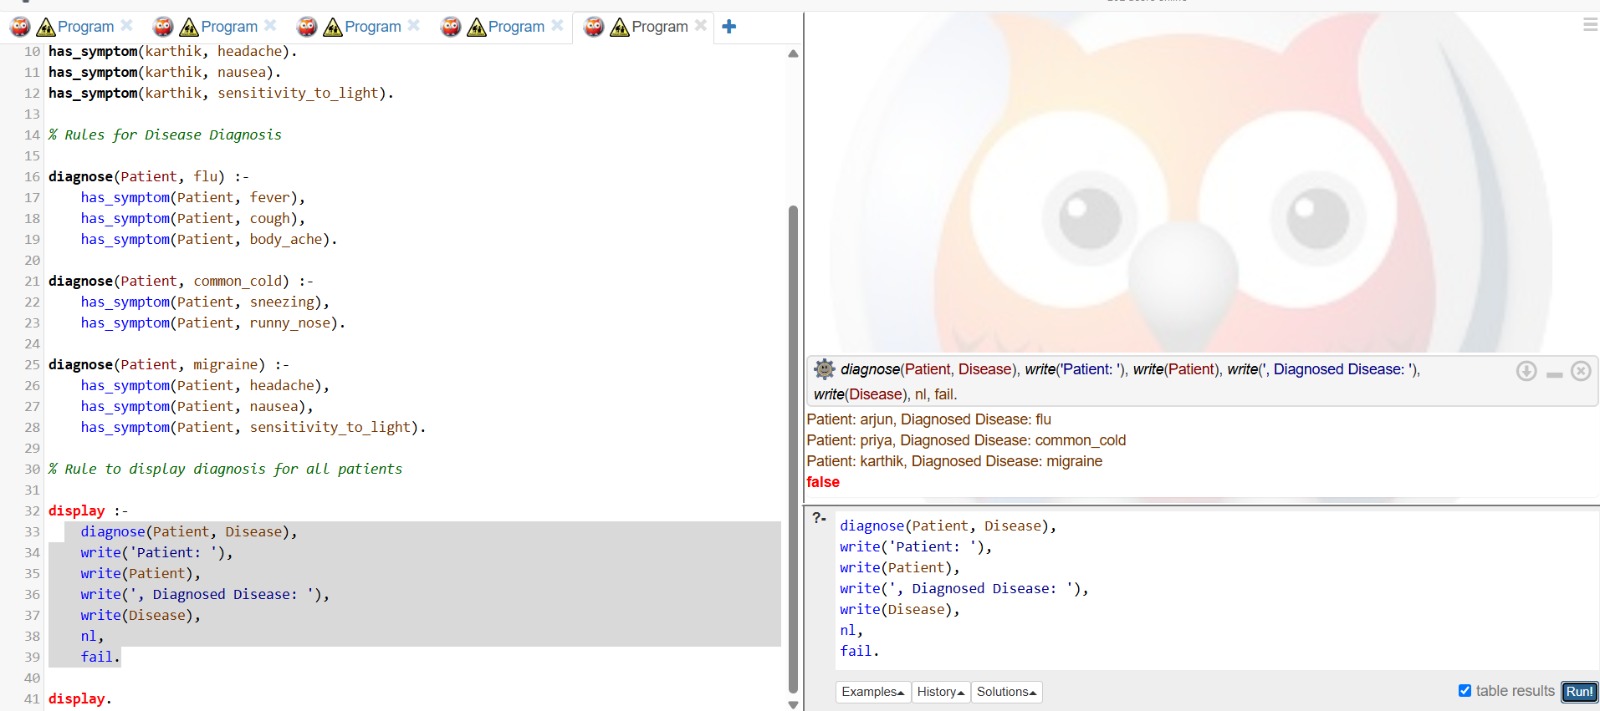 Program Program Program Program Program
10 has_symptom(karthik, headache).
11 has_symptom(karthik, nausea).
12 has_symptom(karthik, sensitivity_to_light).
13
14 % Rules for Disease Diagnosis
15
16 diagnose(Patient, flu) :-
17 has_symptom(Patient, fever),
18 has_symptom(Patient, cough),
19 has_symptom(Patient, body_ache).
20
21 diagnose(Patient, common_cold) :-
22 has_symptom(Patient, sneezing),
23 has_symptom(Patient, runny_nose).
24
25 diagnose(Patient, migraine) :-
26 has_symptom(Patient, headache),
27 has_symptom(Patient, nausea),
28 has_symptom(Patient, sensitivity_to_light).
29
30 % Rule to display diagnosis for all patients
31
32 display :-
33 diagnose(Patient, Disease),
34 write('Patient: '),
35 write(Patient),
36 write(', Diagnosed Disease: '),
37 write(Disease),
38 nl,
39 fail.
40
41 display.
diagnose(Patient, Disease), write('Patient: '), write(Patient), write(', Diagnosed Disease: '),
write(Disease), nl, fail.
Patient: arjun, Diagnosed Disease: flu
Patient: priya, Diagnosed Disease: common_cold
Patient: karthik, Diagnosed Disease: migraine
false
?- diagnose(Patient, Disease),
write('Patient: '),
write(Patient),
write(', Diagnosed Disease: '),
write(Disease),
nl,
fail.
Examples History Solutions table results Run!